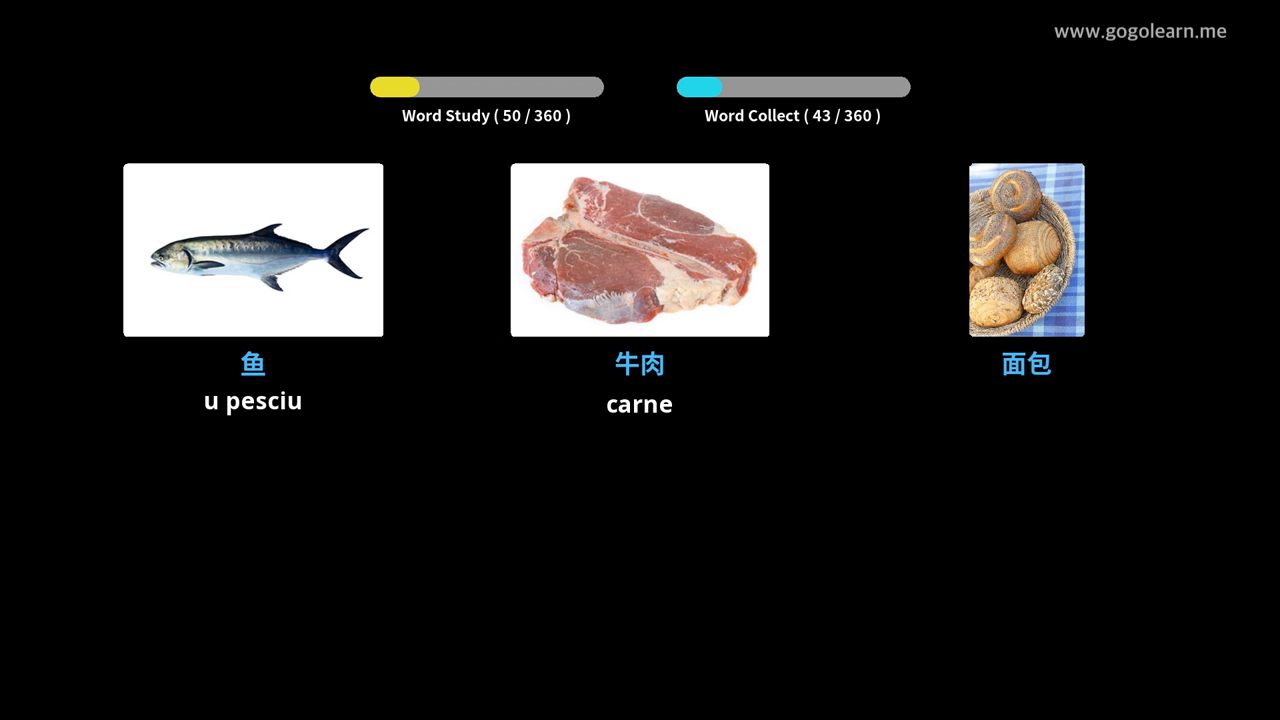 www.gogolearn.me
Word Study ( 50 / 360 )
Word Collect ( 43 / 360 )
鱼
牛肉
面包
u pesciu
carne